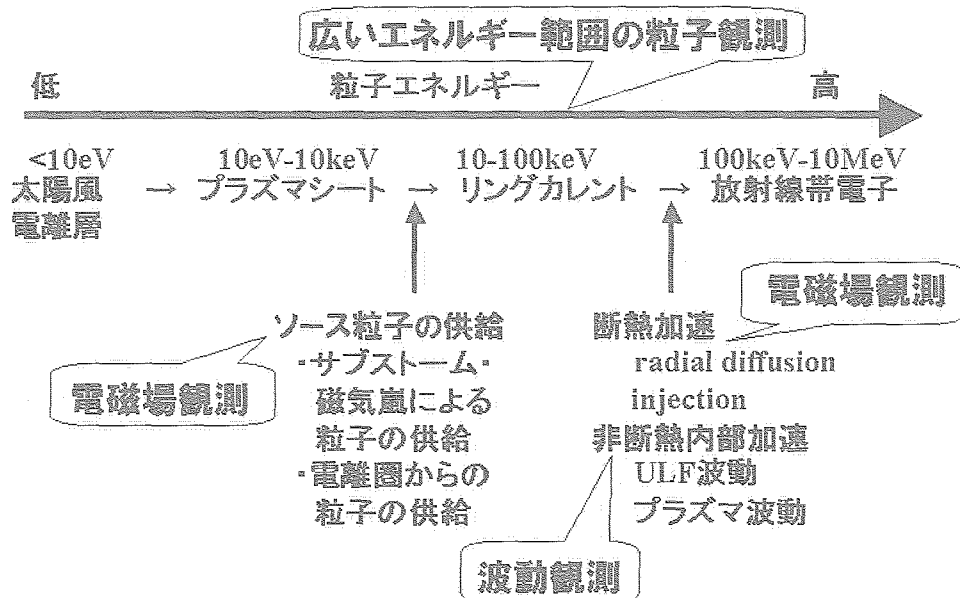 広いエネルギー範囲の粒子観測
低 粒子エネルギー 高
<10eV 10eV-10keV 10-100keV 100keV-10MeV
太陽風 → プラズマシート → リングカレント → 放射線帯電子
電離層
電磁場観測
ソース粒子の供給
・サブストーム・
磁気嵐による
粒子の供給
・電離圏からの
粒子の供給
電磁場観測
断熱加速
radial diffusion
injection
非断熱内部加速
ULF波動
プラズマ波動
波動観測